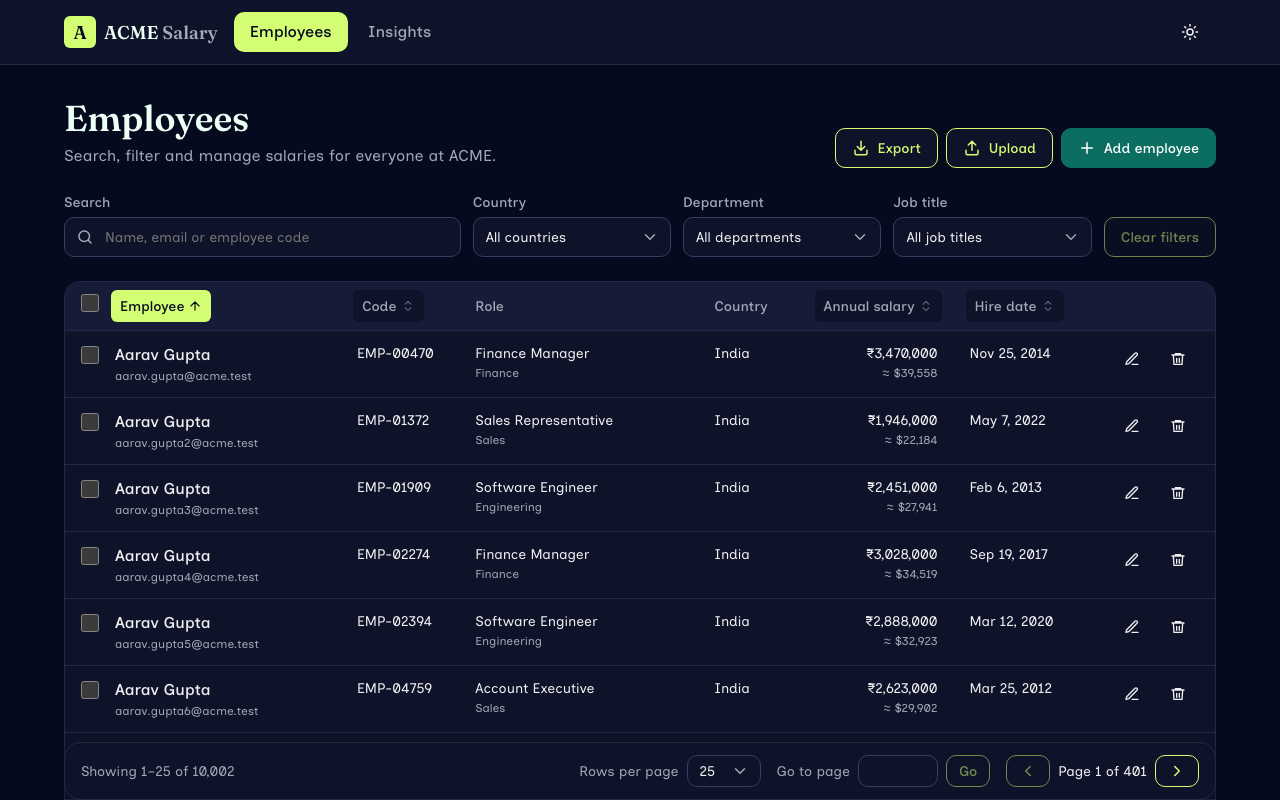 A ACME Salary Employees Insights
Employees
Search, filter and manage salaries for everyone at ACME.
Export Upload Add employee
Search Country Department Job title
Name, email or employee code All countries All departments All job titles Clear filters
Employee ↑ Code Role Country Annual salary Hire date
Aarav Gupta EMP-00470 Finance Manager India ₹3,470,000 Nov 25, 2014
aarav.gupta@acme.test Finance ≈ $39,558
Aarav Gupta EMP-01372 Sales Representative India ₹1,946,000 May 7, 2022
aarav.gupta2@acme.test Sales ≈ $22,184
Aarav Gupta EMP-01909 Software Engineer India ₹2,451,000 Feb 6, 2013
aarav.gupta3@acme.test Engineering ≈ $27,941
Aarav Gupta EMP-02274 Finance Manager India ₹3,028,000 Sep 19, 2017
aarav.gupta4@acme.test Finance ≈ $34,519
Aarav Gupta EMP-02394 Software Engineer India ₹2,888,000 Mar 12, 2020
aarav.gupta5@acme.test Engineering ≈ $32,923
Aarav Gupta EMP-04759 Account Executive India ₹2,623,000 Mar 25, 2012
aarav.gupta6@acme.test Sales ≈ $29,902
Showing 1–25 of 10,002 Rows per page 25 Go to page Go Page 1 of 401